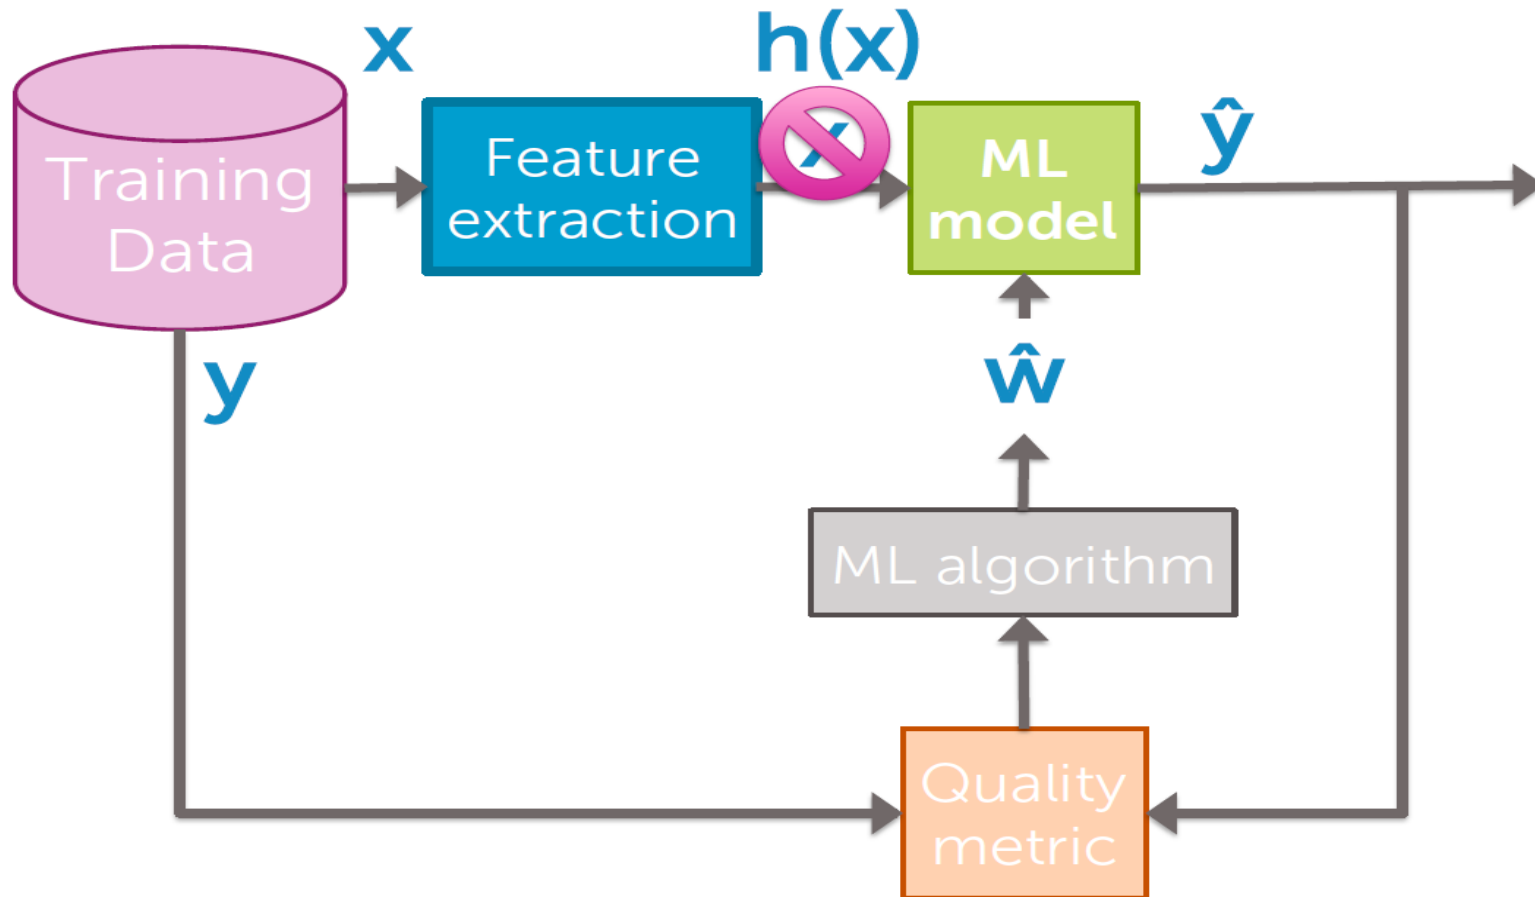 x
h(x)
Training
Data
Feature
extraction
x
ML
model
ŷ
y
ŵ
ML algorithm
Quality
metric